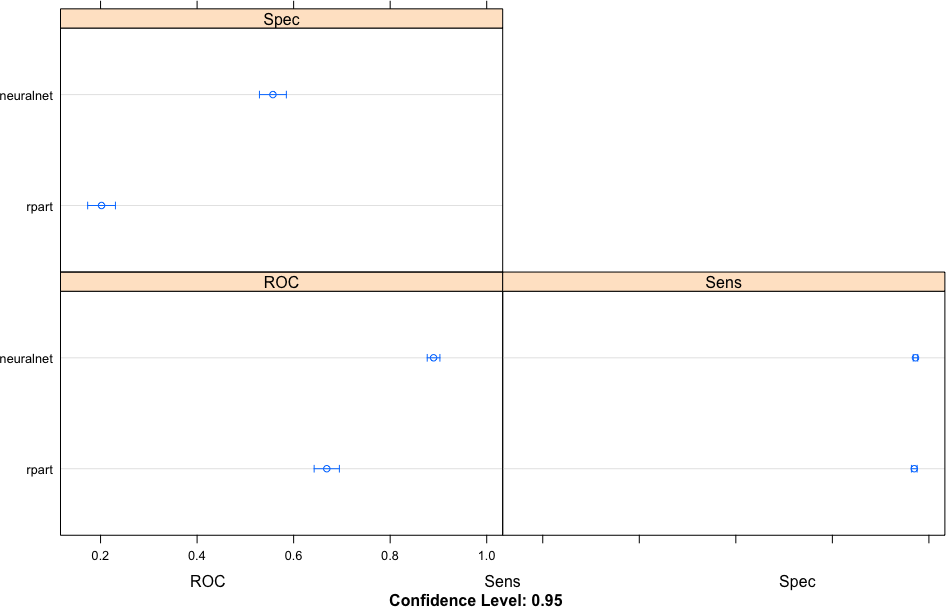 Spec
neuralnet
rpart
ROC Sens
neuralnet
rpart
0.2 0.4 0.6 0.8 1.0
ROC Sens Spec
Confidence Level: 0.95